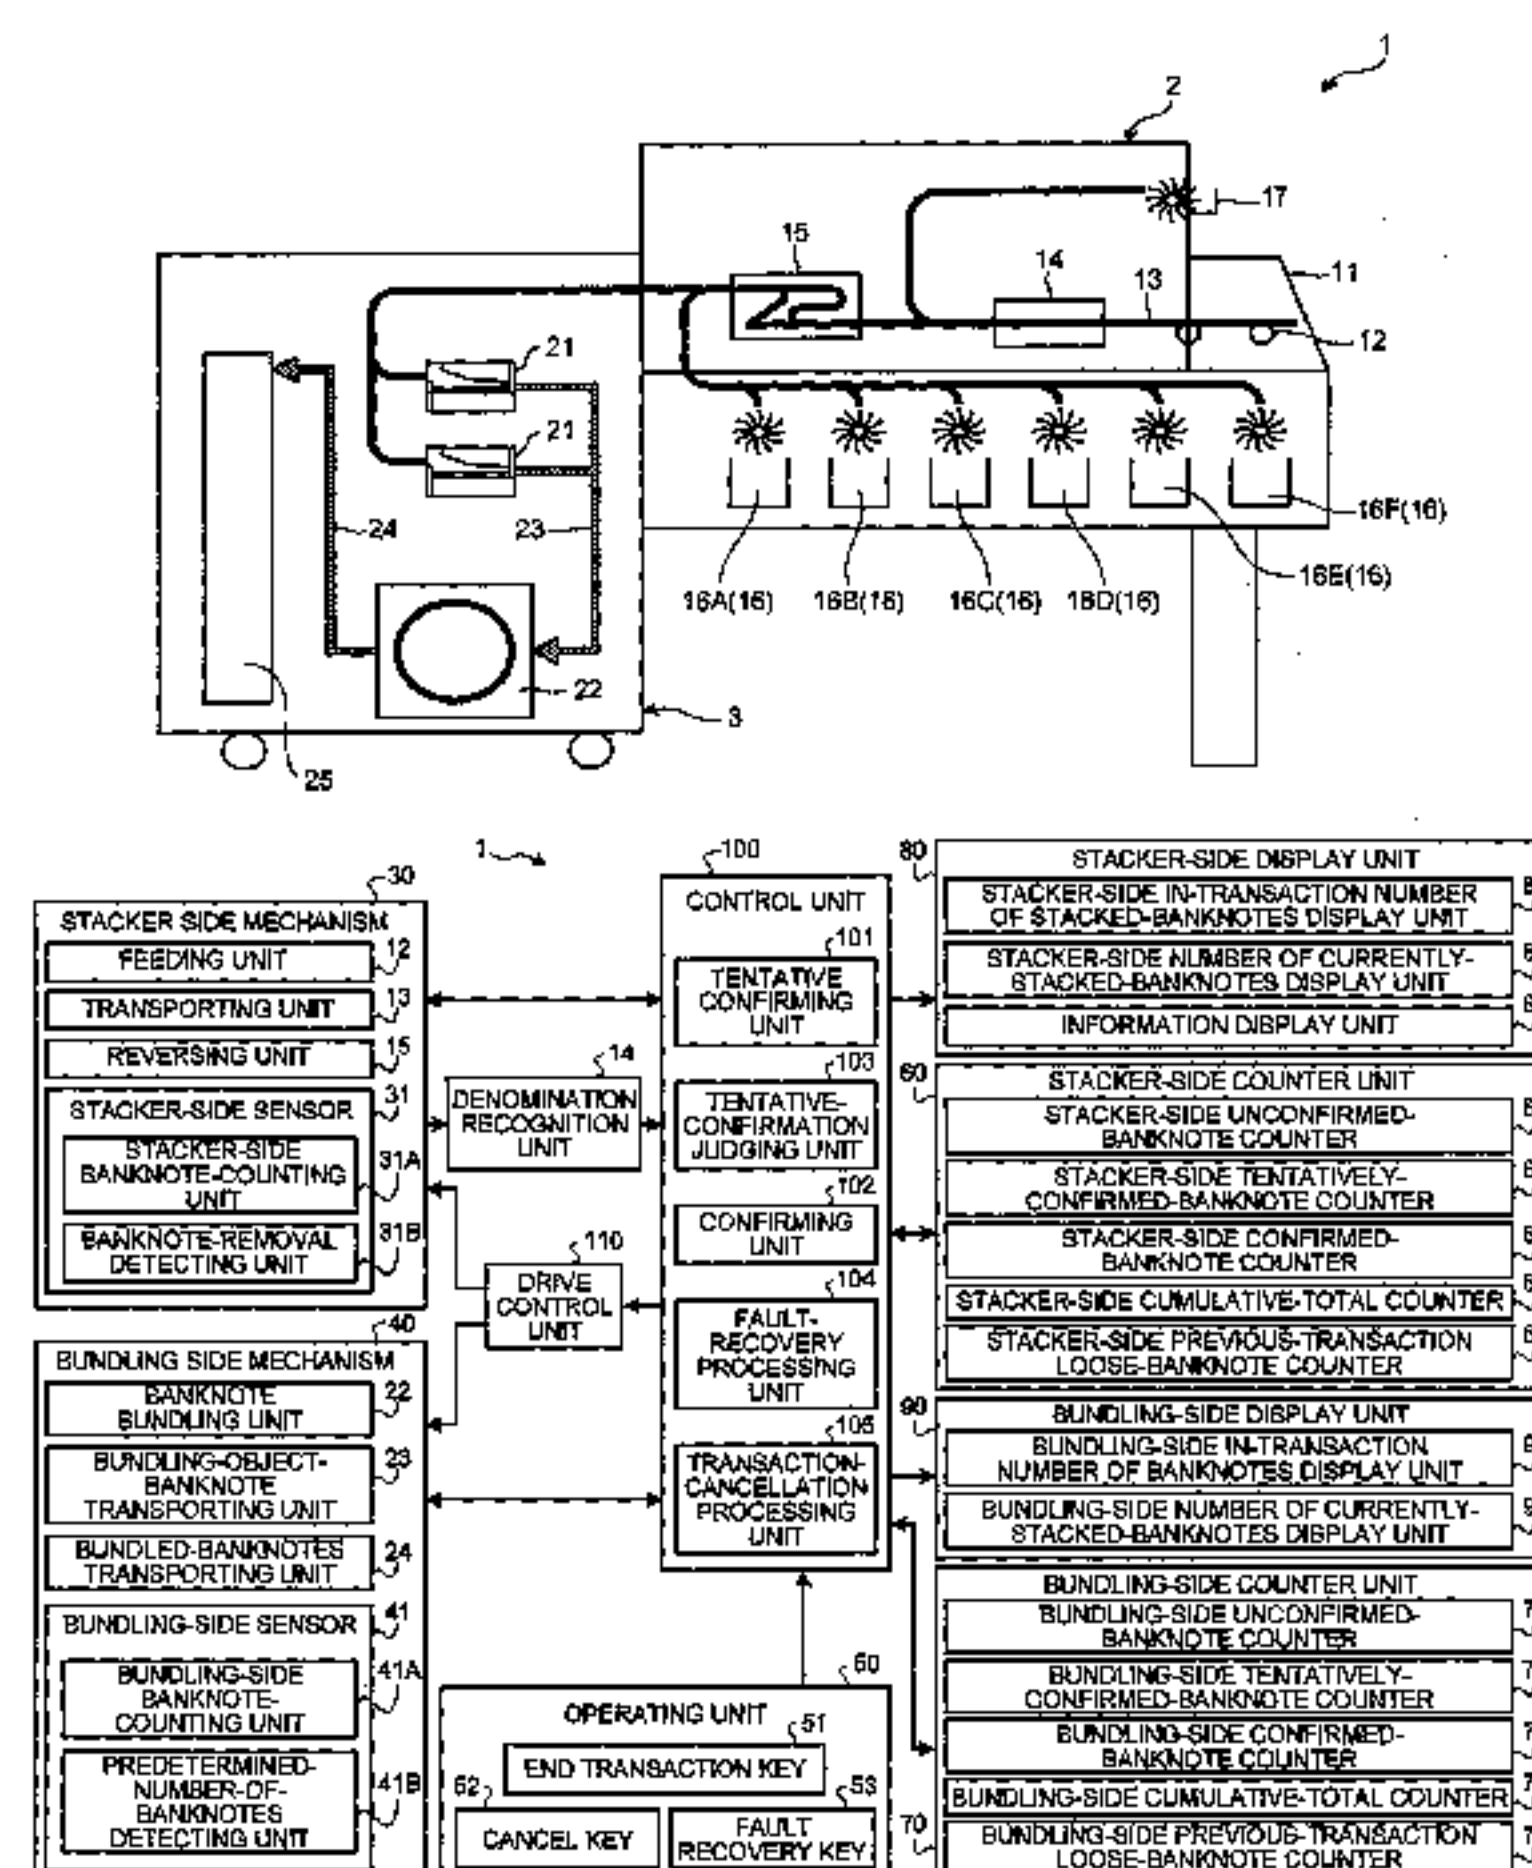 1
2
17
15
14
13
11
12
21
21
24
23
16F(16)
16E(16)
16A(16)
16B(16)
16C(16)
16D(16)
22
3
25
1
30
STACKER SIDE MECHANISM
FEEDING UNIT
12
TRANSPORTING UNIT
13
REVERSING UNIT
15
STACKER-SIDE SENSOR
31
STACKER-SIDE
BANKNOTE-COUNTING
UNIT
31A
BANKNOTE-REMOVAL
DETECTING UNIT
31B
40
BUNDLING SIDE MECHANISM
BANKNOTE
BUNDLING UNIT
22
BUNDLING-OBJECT-
BANKNOTE
TRANSPORTING UNIT
23
BUNDLED-BANKNOTES
TRANSPORTING UNIT
24
BUNDLING-SIDE SENSOR
41
BUNDLING-SIDE
BANKNOTE-
COUNTING UNIT
41A
PREDETERMINED-
NUMBER-OF-
BANKNOTES
DETECTING UNIT
41B
14
DENOMINATION
RECOGNITION
UNIT
110
DRIVE
CONTROL
UNIT
100
CONTROL UNIT
101
TENTATIVE
CONFIRMING
UNIT
103
TENTATIVE-
CONFIRMATION
JUDGING UNIT
102
CONFIRMING
UNIT
104
FAULT-
RECOVERY
PROCESSING
UNIT
105
TRANSACTION-
CANCELLATION
PROCESSING
UNIT
50
OPERATING UNIT
51
END TRANSACTION KEY
52
CANCEL KEY
53
FAULT
RECOVERY KEY
80
STACKER-SIDE DISPLAY UNIT
STACKER-SIDE IN-TRANSACTION NUMBER
OF STACKED-BANKNOTES DISPLAY UNIT
STACKER-SIDE NUMBER OF CURRENTLY-
STACKED-BANKNOTES DISPLAY UNIT
INFORMATION DISPLAY UNIT
60
STACKER-SIDE COUNTER UNIT
STACKER-SIDE UNCONFIRMED-
BANKNOTE COUNTER
STACKER-SIDE TENTATIVELY-
CONFIRMED-BANKNOTE COUNTER
STACKER-SIDE CONFIRMED-
BANKNOTE COUNTER
STACKER-SIDE CUMULATIVE-TOTAL COUNTER
STACKER-SIDE PREVIOUS-TRANSACTION
LOOSE-BANKNOTE COUNTER
90
BUNDLING-SIDE DISPLAY UNIT
BUNDLING-SIDE IN-TRANSACTION
NUMBER OF BANKNOTES DISPLAY UNIT
BUNDLING-SIDE NUMBER OF CURRENTLY-
STACKED-BANKNOTES DISPLAY UNIT
BUNDLING-SIDE COUNTER UNIT
BUNDLING-SIDE UNCONFIRMED-
BANKNOTE COUNTER
BUNDLING-SIDE TENTATIVELY-
CONFIRMED-BANKNOTE COUNTER
BUNDLING-SIDE CONFIRMED-
BANKNOTE COUNTER
BUNDLING-SIDE CUMULATIVE-TOTAL COUNTER
70
BUNDLING-SIDE PREVIOUS-TRANSACTION
LOOSE-BANKNOTE COUNTER